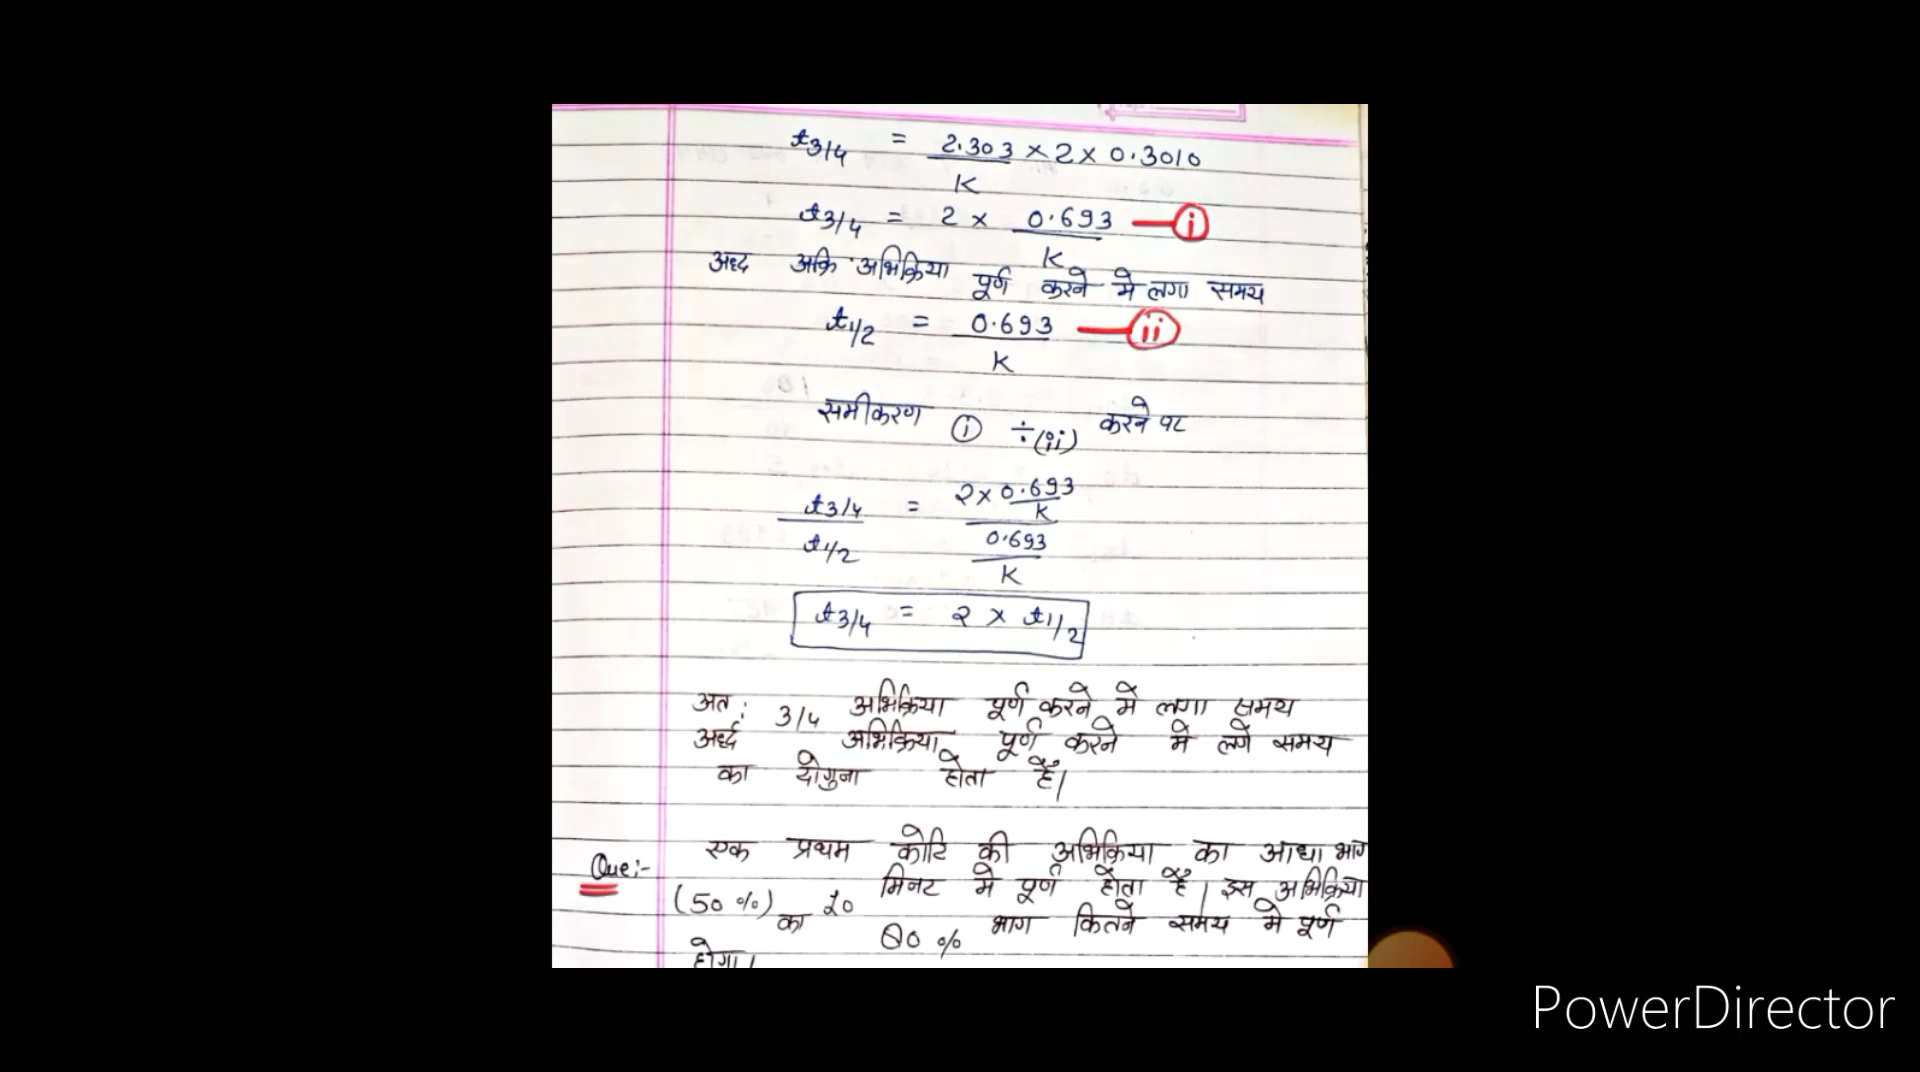 t3/4 = 2.303/K × 2 × 0.3010
t3/4 = 2 × 0.693/K — (i)
अर्ध्द अक्रि अभिक्रिया पूर्ण करने मे लगा समय
t1/2 = 0.693/K — (ii)
समीकरण (i) ÷ (ii) करने पर
t3/4 / t1/2 = 2 × 0.693/K / 0.693/K
t3/4 = 2 × t1/2
अत: 3/4 अभिक्रिया पूर्ण करने मे लगा समय
अर्ध्द अभिक्रिया पूर्ण करने मे लगे समय
का दोगुना होता है।
Que:- एक प्रथम कोटि की अभिक्रिया का आधा भाग
(50 %) 20 मिनट मे पूर्ण होता है। इस अभिक्रिया
का 0 % भाग कितने समय मे पूर्ण
होगा।
PowerDirector